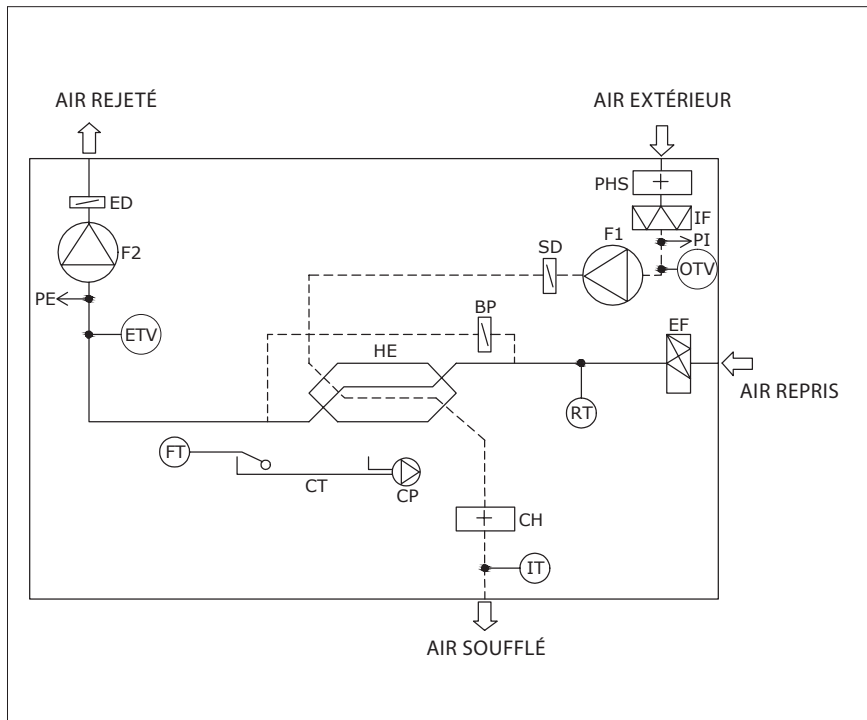 AIR REJETÉ
AIR EXTÉRIEUR
PHS
ED
IF
F1
PI
F2
SD
OTV
PE
BP
ETV
EF
HE
AIR REPRIS
RT
FT
CT
CP
CH
IT
AIR SOUFFLÉ